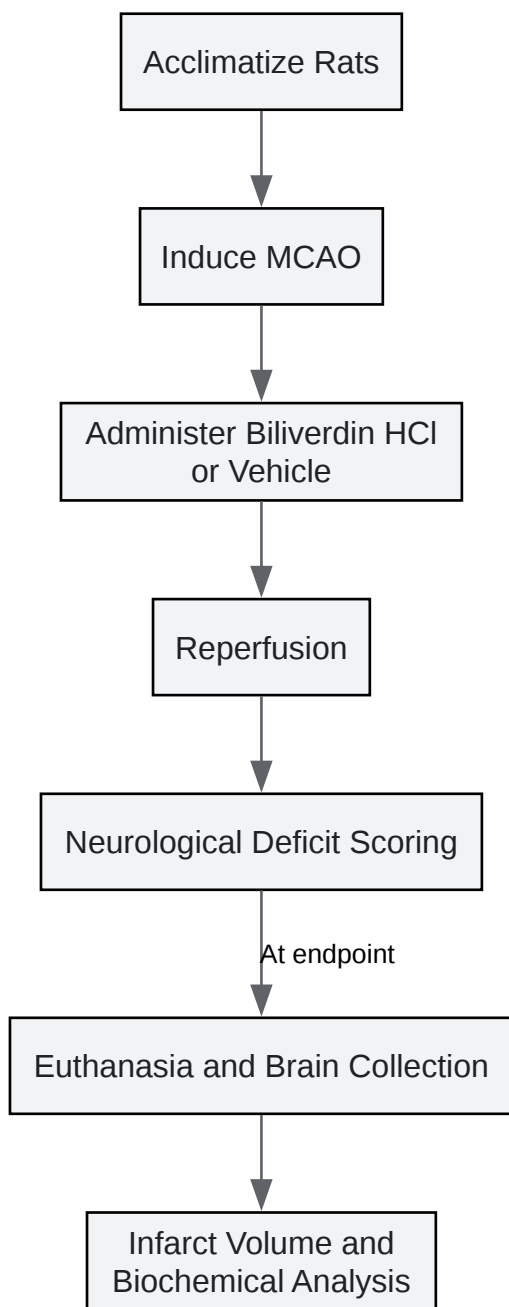 Acclimatize Rats
Induce MCAO
Administer Biliverdin HCl
or Vehicle
Reperfusion
Neurological Deficit Scoring
At endpoint
Euthanasia and Brain Collection
Infarct Volume and
Biochemical Analysis